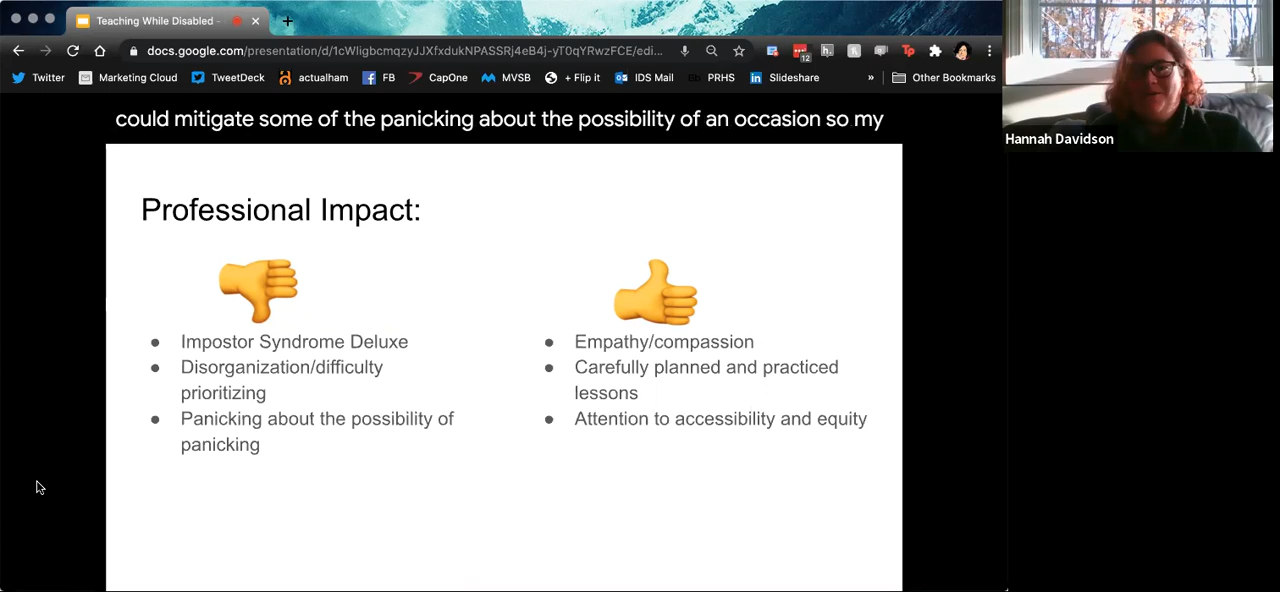 Teaching While Disabled -
docs.google.com/presentation/d/1cWIigbcmqzyJJXfxdukNPASSRj4eB4j-yT0qYRwzFCE/edi...
12
Twitter
Marketing Cloud
TweetDeck
actualham
FB
CapOne
MVSB
+ Flip it
IDS Mail
Bb PRHS
Slideshare
»
Other Bookmarks
could mitigate some of the panicking about the possibility of an occasion so my
Hannah Davidson
Professional Impact:
Impostor Syndrome Deluxe
Disorganization/difficulty
prioritizing
Panicking about the possibility of
panicking
Empathy/compassion
Carefully planned and practiced
lessons
Attention to accessibility and equity